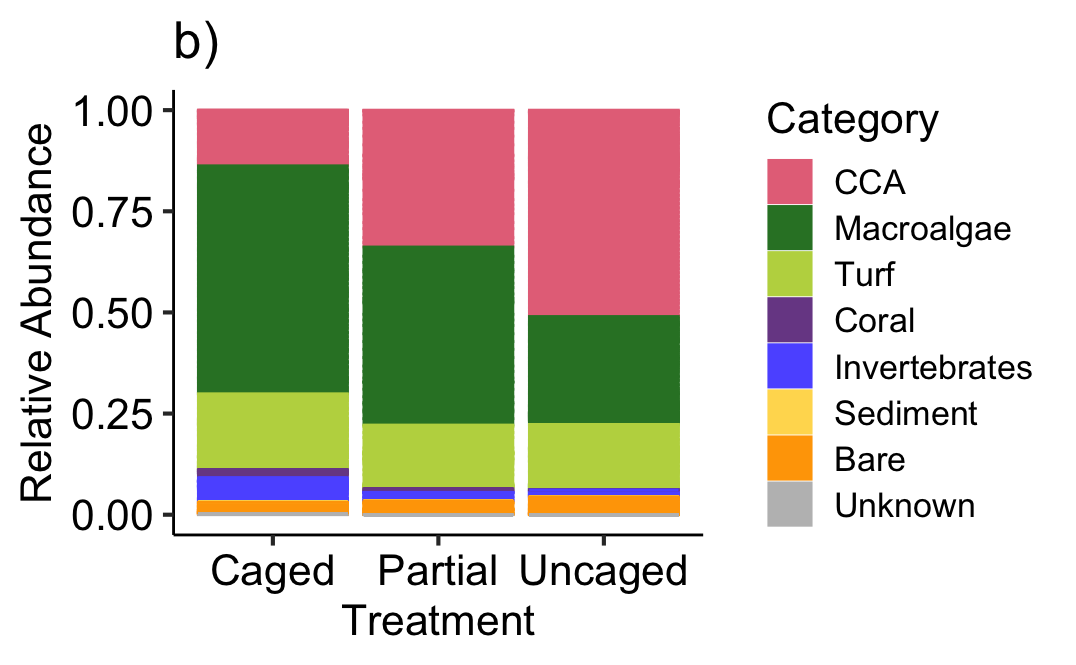 b)
Relative Abundance
1.00
0.75
0.50
0.25
0.00
Caged Partial Uncaged
Treatment
Category
CCA
Macroalgae
Turf
Coral
Invertebrates
Sediment
Bare
Unknown